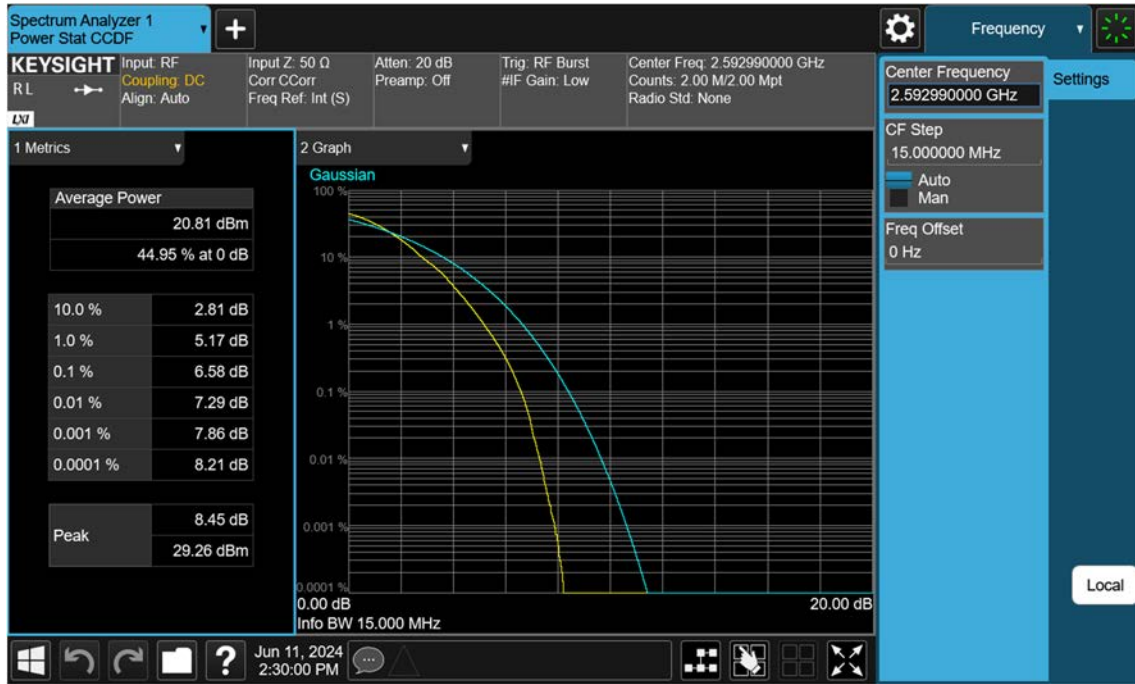 Spectrum Analyzer 1
Power Stat CCDF
+
Frequency
KEYSIGHT
RL
LXI
Input: RF
Coupling: DC
Align: Auto
Input Z: 50 Ω
Corr CCorr
Freq Ref: Int (S)
Atten: 20 dB
Preamp: Off
Trig: RF Burst
#IF Gain: Low
Center Freq: 2.592990000 GHz
Counts: 2.00 M/2.00 Mpt
Radio Std: None
Center Frequency
2.592990000 GHz
Settings
CF Step
15.000000 MHz
Auto
Man
Freq Offset
0 Hz
1 Metrics
Average Power
20.81 dBm
44.95 % at 0 dB
10.0 % 2.81 dB
1.0 % 5.17 dB
0.1 % 6.58 dB
0.01 % 7.29 dB
0.001 % 7.86 dB
0.0001 % 8.21 dB
Peak
8.45 dB
29.26 dBm
2 Graph
Gaussian
100 %
10 %
1 %
0.1 %
0.01 %
0.001 %
0.0001 %
0.00 dB 20.00 dB
Info BW 15.000 MHz
Local
?
Jun 11, 2024
2:30:00 PM